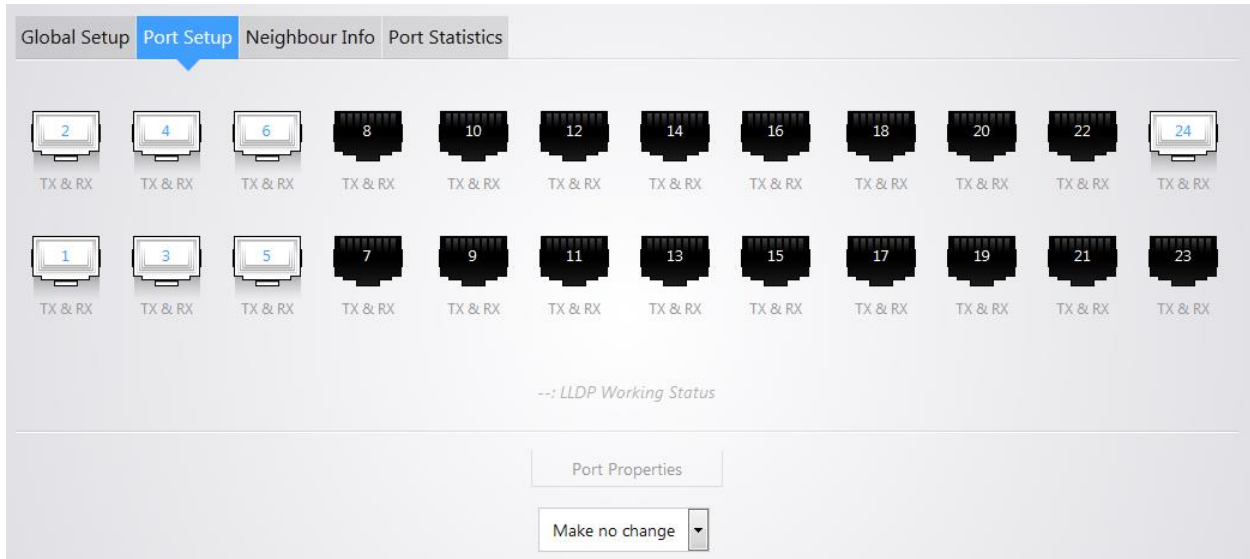 Global Setup Port Setup Neighbour Info Port Statistics
2 4 6 8 10 12 14 16 18 20 22 24
TX & RX TX & RX TX & RX TX & RX TX & RX TX & RX TX & RX TX & RX TX & RX TX & RX TX & RX TX & RX
1 3 5 7 9 11 13 15 17 19 21 23
TX & RX TX & RX TX & RX TX & RX TX & RX TX & RX TX & RX TX & RX TX & RX TX & RX TX & RX TX & RX
--: LLDP Working Status
Port Properties
Make no change